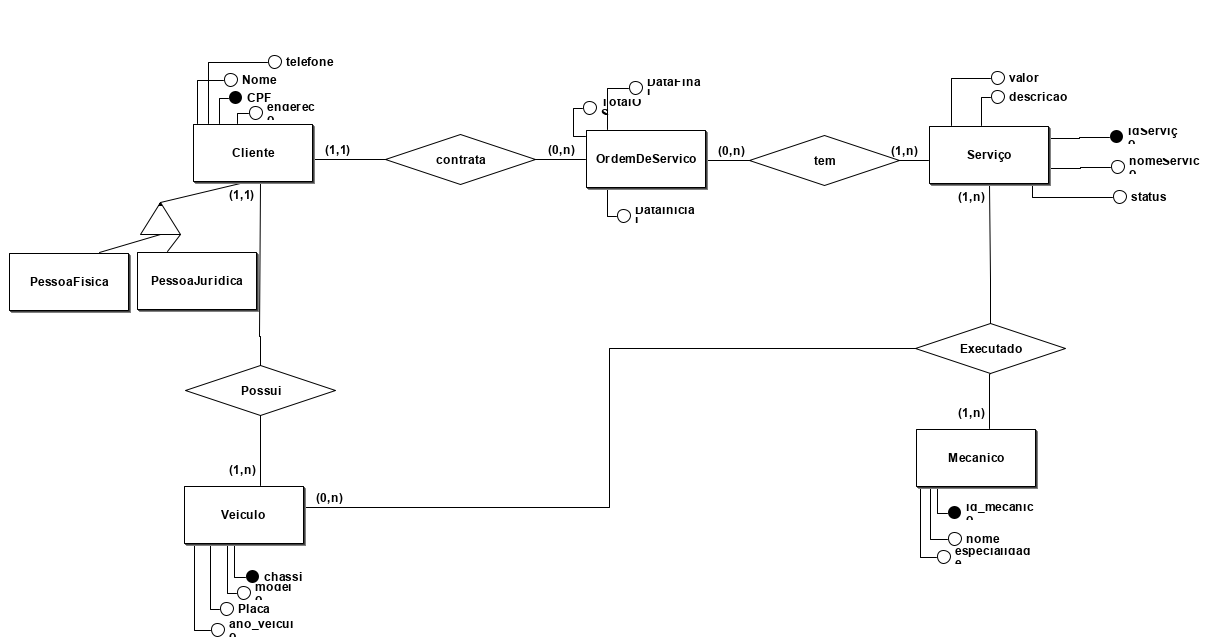 telefone
Nome
CPF
enderec
o
Cliente
(1,1)
contrata
(0,n)
TotalO
S
DataFina
l
OrdemDeServico
DataInicia
l
(0,n)
tem
(1,n)
valor
descricao
Serviço
idServiç
o
nomeServic
o
status
(1,1)
(1,n)
PessoaFisica
PessoaJuridica
Possui
Executado
(1,n)
(1,n)
Mecanico
Veiculo
(0,n)
id_mecanic
o
nome
especialidad
e
chassi
model
o
Placa
ano_veicul
o